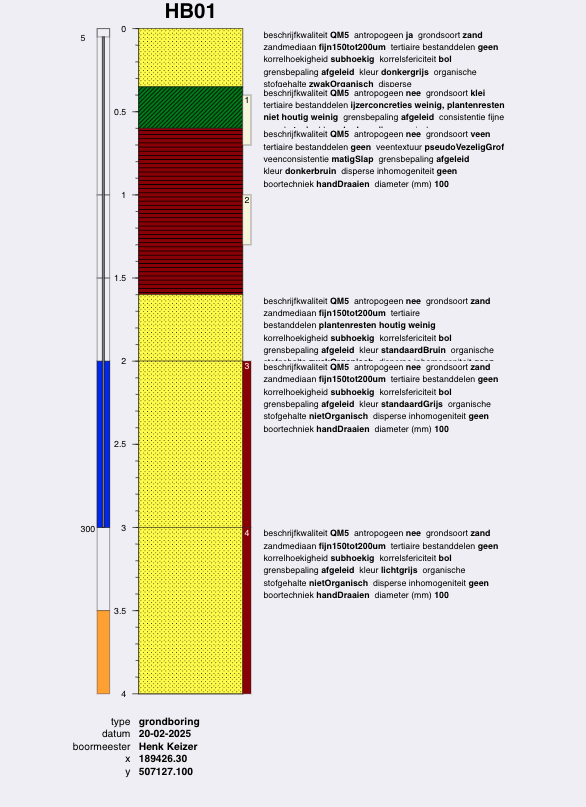 HB01
5
0
0.5
1
1.5
2
2.5
300
3
3.5
4
1
2
3
4
beschrijfkwaliteit QM5 antropogeen ja grondsoort zand
zandmediaan fijn150tot200um tertiaire bestanddelen geen
korrelhoekigheid subhoekig korrelsfericiteit bol
grensbepaling afgeleid kleur donkergrijs organische
stofgehalte zwakOrganisch disperse
beschrijfkwaliteit QM5 antropogeen nee grondsoort klei
tertiaire bestanddelen ijzerconcreties weinig, plantenresten
niet houtig weinig grensbepaling afgeleid consistentie fijne
beschrijfkwaliteit QM5 antropogeen nee grondsoort veen
tertiaire bestanddelen geen veentextuur pseudoVezeligGrof
veenconsistentie matigSlap grensbepaling afgeleid
kleur donkerbruin disperse inhomogeniteit geen
boortechniek handDraaien diameter (mm) 100
beschrijfkwaliteit QM5 antropogeen nee grondsoort zand
zandmediaan fijn150tot200um tertiaire
bestanddelen plantenresten houtig weinig
korrelhoekigheid subhoekig korrelsfericiteit bol
grensbepaling afgeleid kleur standaardBruin organische
beschrijfkwaliteit QM5 antropogeen nee grondsoort zand
zandmediaan fijn150tot200um tertiaire bestanddelen geen
korrelhoekigheid subhoekig korrelsfericiteit bol
grensbepaling afgeleid kleur standaardGrijs organische
stofgehalte nietOrganisch disperse inhomogeniteit geen
boortechniek handDraaien diameter (mm) 100
beschrijfkwaliteit QM5 antropogeen nee grondsoort zand
zandmediaan fijn150tot200um tertiaire bestanddelen geen
korrelhoekigheid subhoekig korrelsfericiteit bol
grensbepaling afgeleid kleur lichtgrijs organische
stofgehalte nietOrganisch disperse inhomogeniteit geen
boortechniek handDraaien diameter (mm) 100
type grondboring
datum 20-02-2025
boormeester Henk Keizer
x 189426.30
y 507127.100